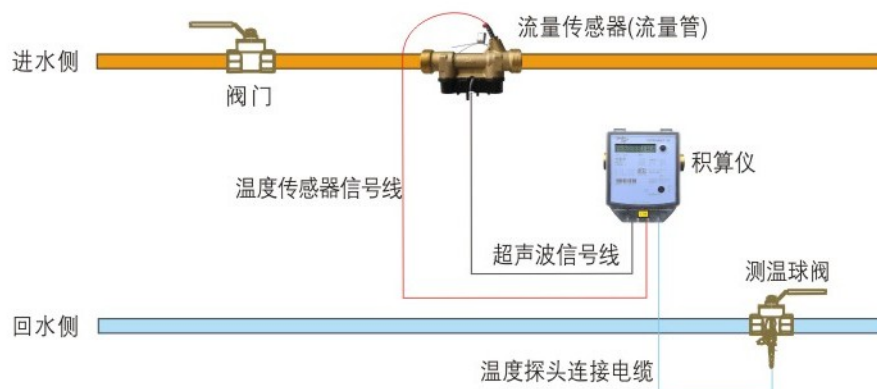 流量传感器(流量管)
进水侧
阀门
积算仪
温度传感器信号线
超声波信号线
测温球阀
回水侧
温度探头连接电缆